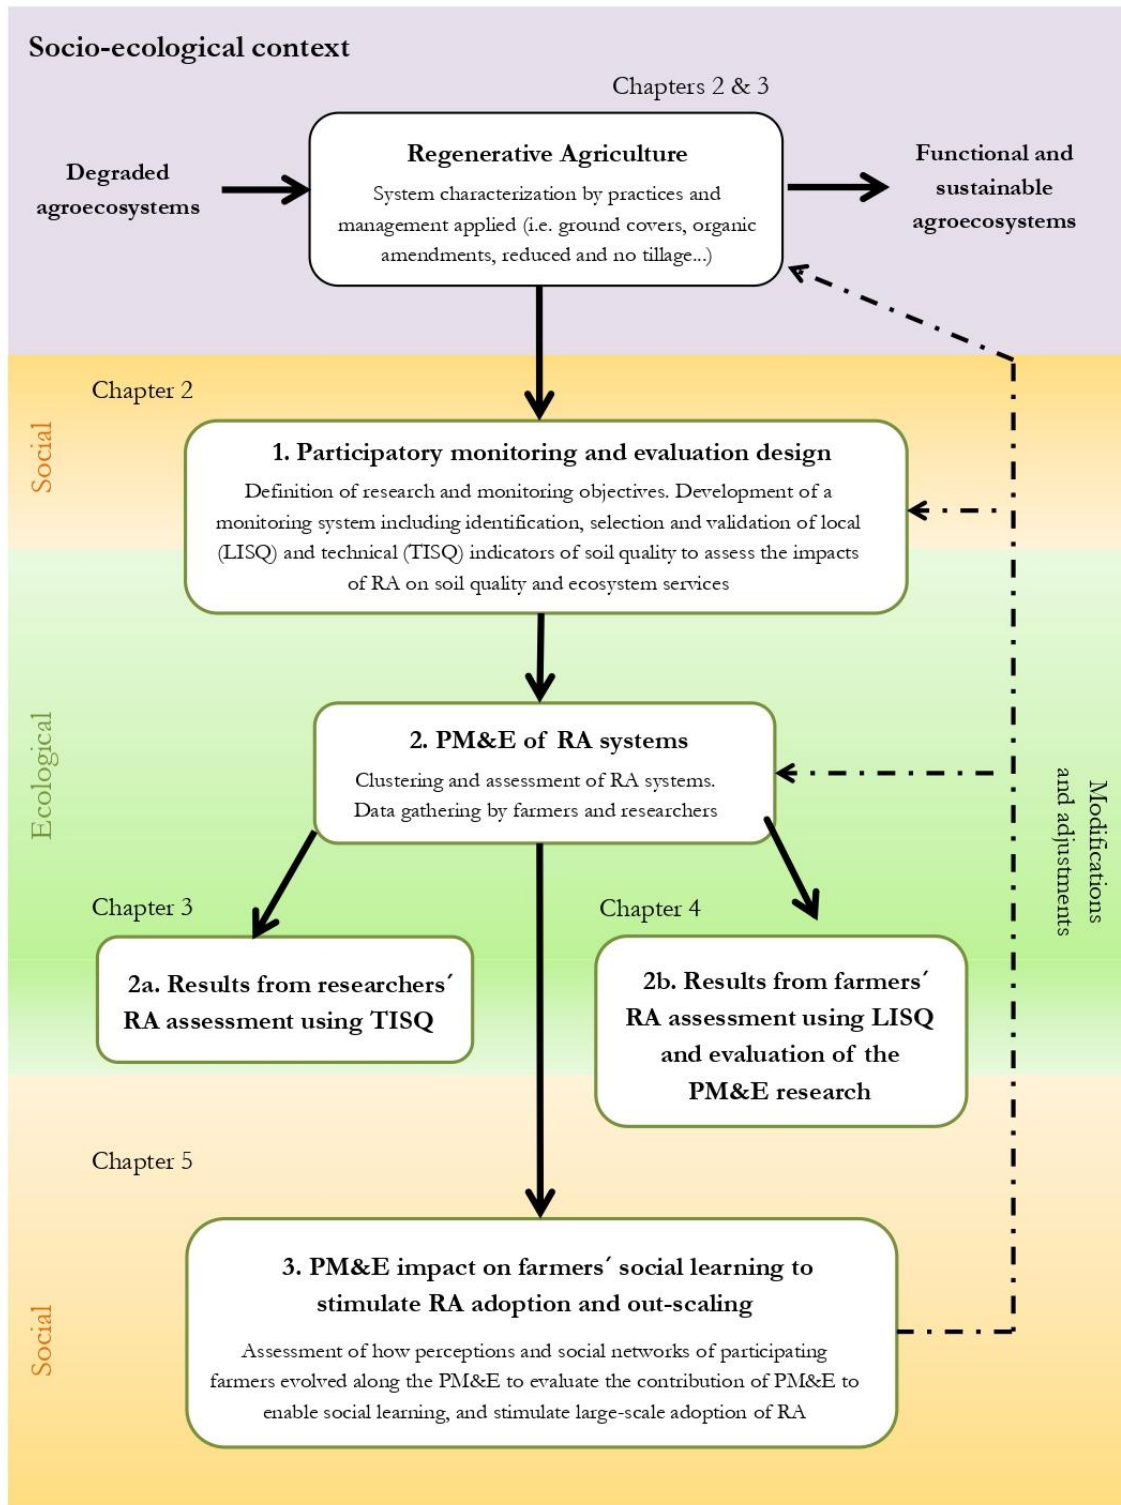 Socio-ecological context
Chapters 2 & 3
Degraded
agroecosystems
Regenerative Agriculture
System characterization by practices and
management applied (i.e. ground covers, organic
amendments, reduced and no tillage...)
Functional and
sustainable
agroecosystems
Chapter 2
Social
1. Participatory monitoring and evaluation design
Definition of research and monitoring objectives. Development of a
monitoring system including identification, selection and validation of local
(LISQ) and technical (TISQ) indicators of soil quality to assess the impacts
of RA on soil quality and ecosystem services
Ecological
2. PM&E of RA systems
Clustering and assessment of RA systems.
Data gathering by farmers and researchers
Modifications
and adjustments
Chapter 3
2a. Results from researchers´
RA assessment using TISQ
Chapter 4
2b. Results from farmers´
RA assessment using LISQ
and evaluation of the
PM&E research
Chapter 5
Social
3. PM&E impact on farmers´ social learning to
stimulate RA adoption and out-scaling
Assessment of how perceptions and social networks of participating
farmers evolved along the PM&E to evaluate the contribution of PM&E to
enable social learning, and stimulate large-scale adoption of RA